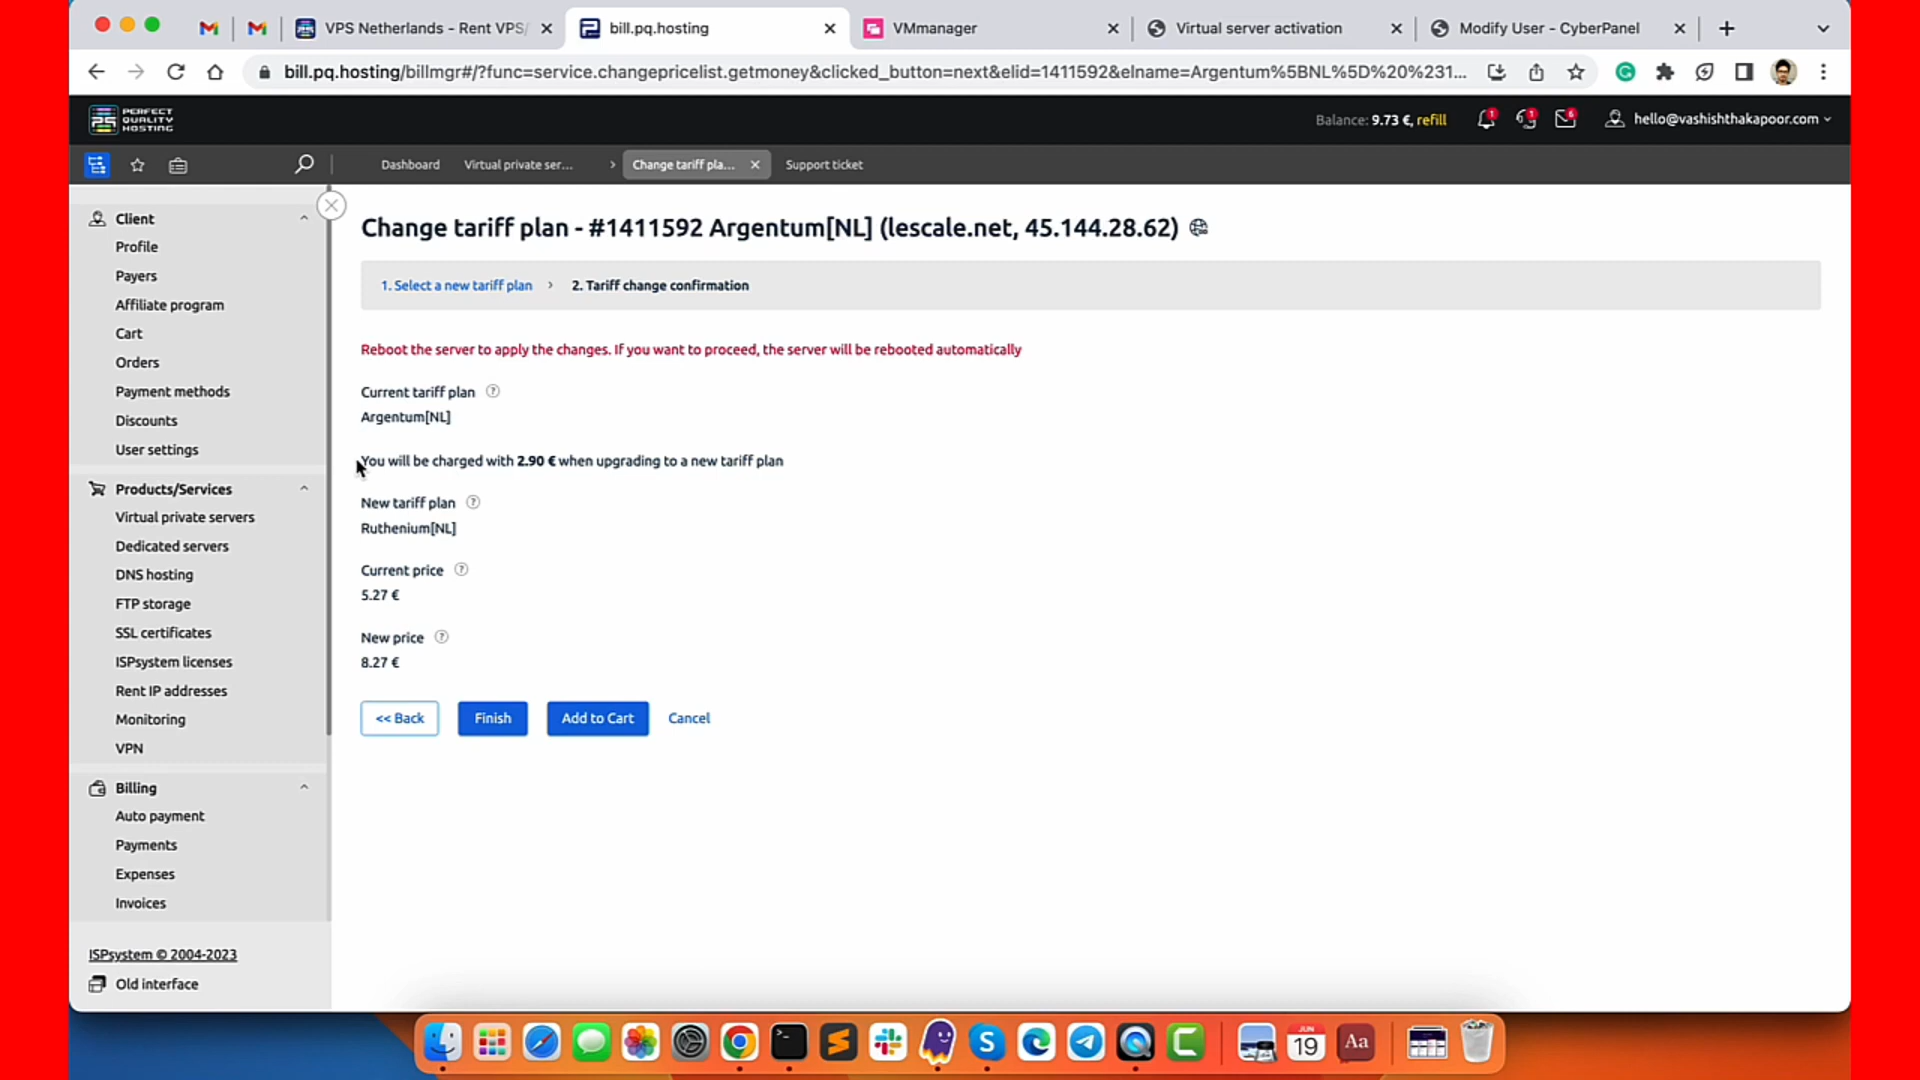 VPS Netherlands - Rent VPS/
bill.pq.hosting
VMmanager
Virtual server activation
Modify User - CyberPanel
bill.pq.hosting/billmgr#/?func=service.changepricelist.getmoney&clicked_button=next&elid=1411592&elname=Argentum%5BNL%5D%20%231...
PERFECT
QUALITY
HOSTING
Balance: 9.73 €, refill
hello@vashishthakapoor.com
Dashboard
Virtual private ser...
Change tariff pla...
Support ticket
Client
Profile
Payers
Affiliate program
Cart
Orders
Payment methods
Discounts
User settings
Products/Services
Virtual private servers
Dedicated servers
DNS hosting
FTP storage
SSL certificates
ISPsystem licenses
Rent IP addresses
Monitoring
VPN
Billing
Auto payment
Payments
Expenses
Invoices
ISPsystem © 2004-2023
Old interface
Change tariff plan - #1411592 Argentum[NL] (lescale.net, 45.144.28.62)
1. Select a new tariff plan › 2. Tariff change confirmation
Reboot the server to apply the changes. If you want to proceed, the server will be rebooted automatically
Current tariff plan ?
Argentum[NL]
You will be charged with 2.90 € when upgrading to a new tariff plan
New tariff plan ?
Ruthenium[NL]
Current price ?
5.27 €
New price ?
8.27 €
<< Back
Finish
Add to Cart
Cancel
JUN
19
Aa